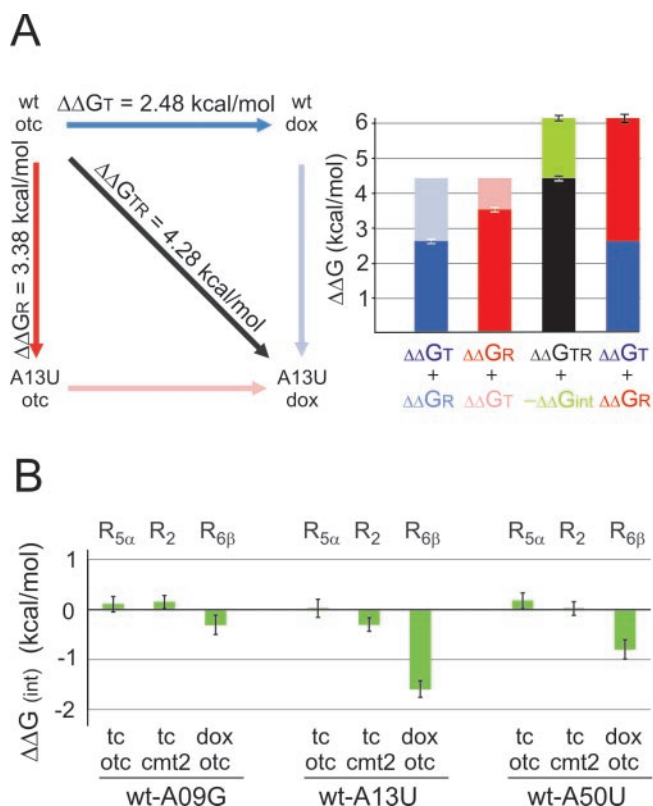 A
wt
otc
ΔΔGT = 2.48 kcal/mol
wt
dox
ΔΔGR = 3.38 kcal/mol
ΔΔGTR = 4.28 kcal/mol
A13U
otc
A13U
dox
ΔΔG (kcal/mol)
6
5
4
3
2
1
ΔΔGT ΔΔGR ΔΔGTR ΔΔGT
+ + + +
ΔΔGR ΔΔGT −ΔΔGint ΔΔGR
B
R5α R2 R6β R5α R2 R6β R5α R2 R6β
ΔΔG (int) (kcal/mol)
1
0
-1
-2
tc tc dox tc tc dox tc tc dox
otc cmt2 otc otc cmt2 otc otc cmt2 otc
wt-A09G wt-A13U wt-A50U